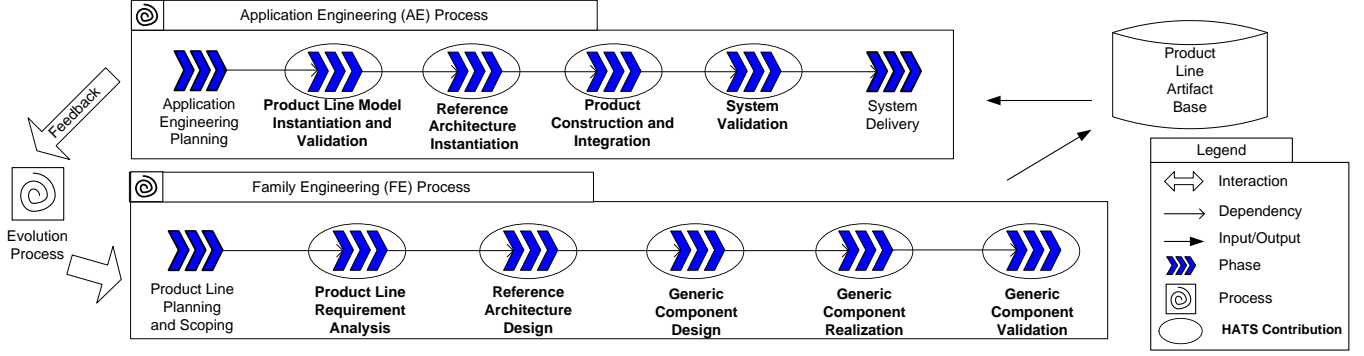 Application Engineering (AE) Process
Application
Engineering
Planning
Product Line Model
Instantiation and
Validation
Reference
Architecture
Instantiation
Product
Construction and
Integration
System
Validation
System
Delivery
Product
Line
Artifact
Base
Feedback
Evolution
Process
Family Engineering (FE) Process
Product Line
Planning
and Scoping
Product Line
Requirement
Analysis
Reference
Architecture
Design
Generic
Component
Design
Generic
Component
Realization
Generic
Component
Validation
Legend
Interaction
Dependency
Input/Output
Phase
Process
HATS Contribution